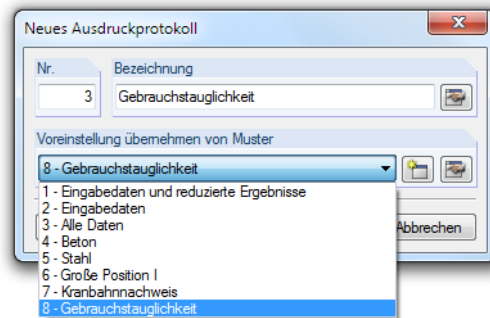 Neues Ausdruckprotokoll
Nr. Bezeichnung
3 Gebrauchstauglichkeit
Voreinstellung übernehmen von Muster
8 - Gebrauchstauglichkeit
1 - Eingabedaten und reduzierte Ergebnisse
2 - Eingabedaten
3 - Alle Daten
4 - Beton
5 - Stahl
6 - Große Position I
7 - Kranbahnnachweis
8 - Gebrauchstauglichkeit
Abbrechen